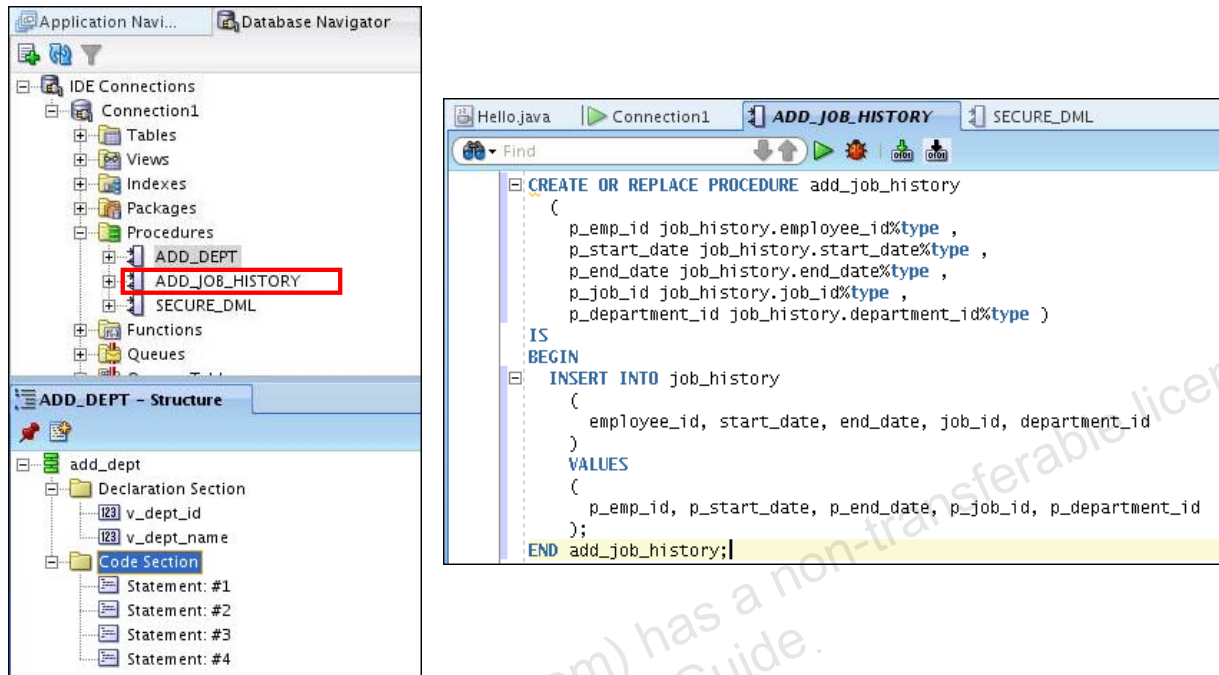 Application Navi...
Database Navigator
IDE Connections
Connection1
Tables
Views
Indexes
Packages
Procedures
ADD_DEPT
ADD_JOB_HISTORY
SECURE_DML
Functions
Queues
ADD_DEPT – Structure
add_dept
Declaration Section
v_dept_id
v_dept_name
Code Section
Statement: #1
Statement: #2
Statement: #3
Statement: #4
Hello.java
Connection1
ADD_JOB_HISTORY
SECURE_DML
Find
CREATE OR REPLACE PROCEDURE add_job_history
(
p_emp_id job_history.employee_id%type ,
p_start_date job_history.start_date%type ,
p_end_date job_history.end_date%type ,
p_job_id job_history.job_id%type ,
p_department_id job_history.department_id%type )
IS
BEGIN
INSERT INTO job_history
(
employee_id, start_date, end_date, job_id, department_id
)
VALUES
(
p_emp_id, p_start_date, p_end_date, p_job_id, p_department_id
);
END add_job_history;
has a non-transferable
Guide.